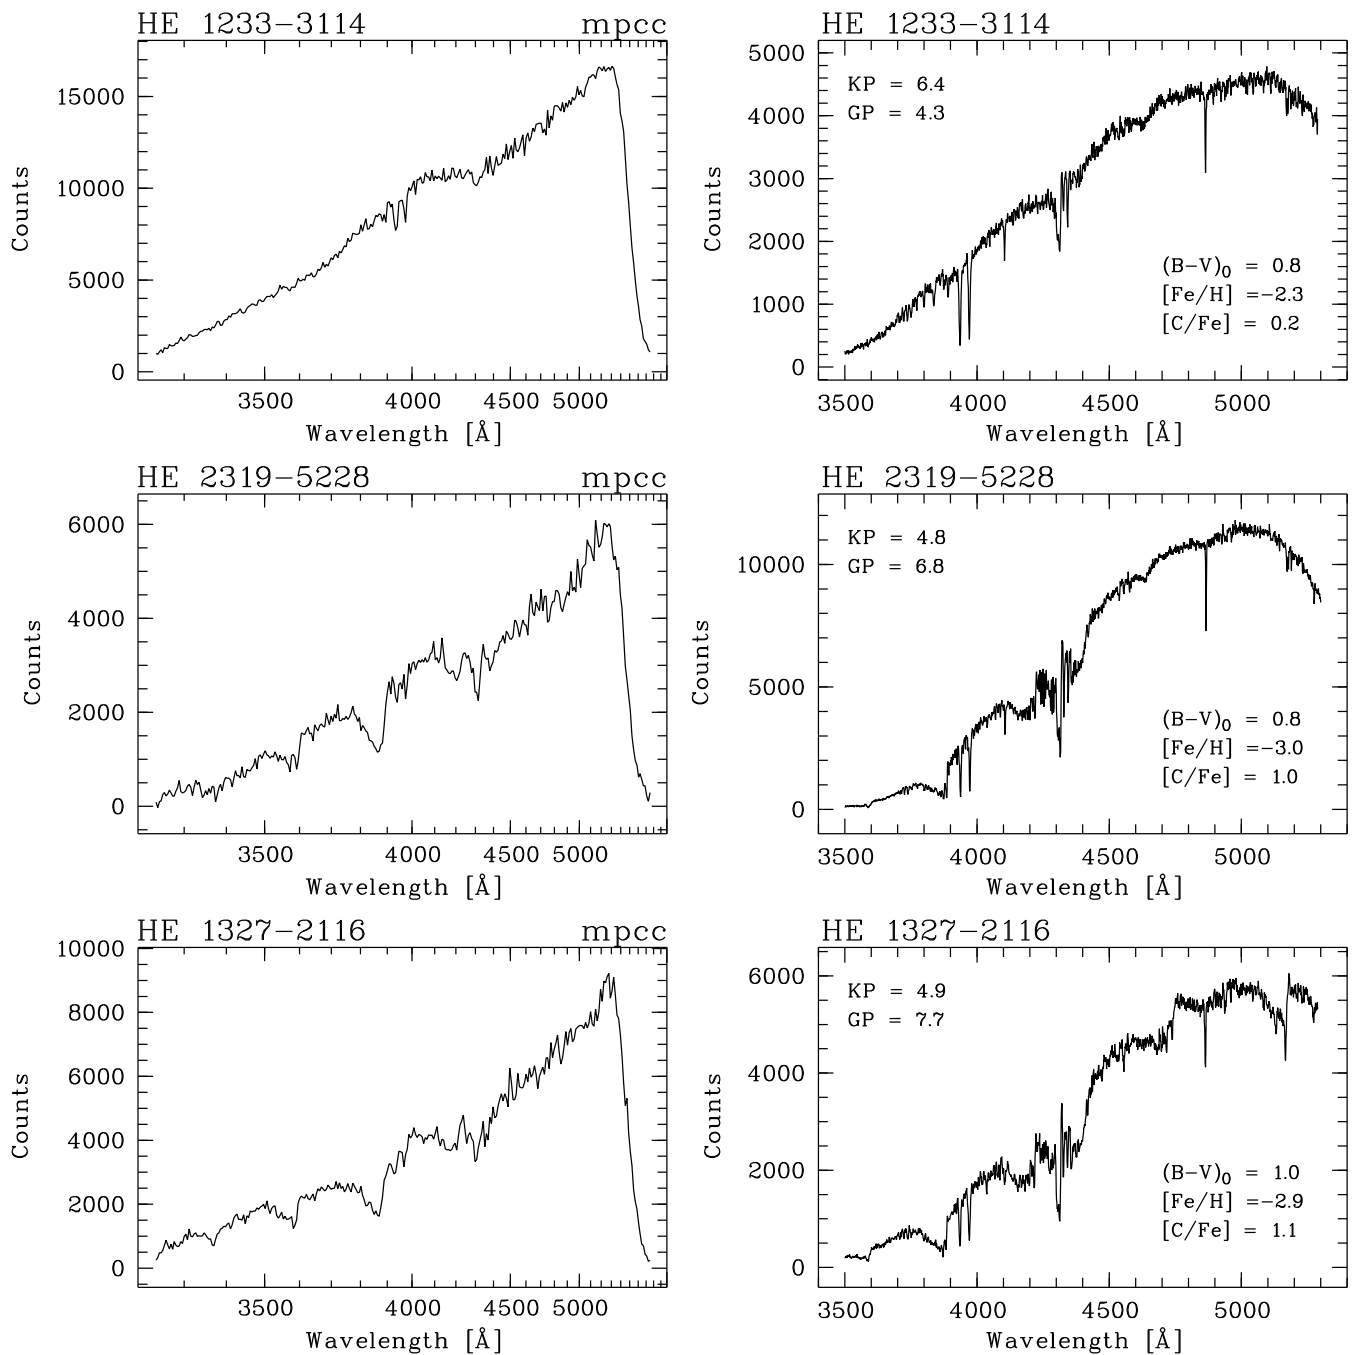 HE 1233−3114 mpcc
15000
10000
5000
0
Counts
3500 4000 4500 5000
Wavelength [Å]
HE 1233−3114
KP = 6.4
GP = 4.3
5000
4000
3000
2000
1000
0
Counts
(B−V)0 = 0.8
[Fe/H] =−2.3
[C/Fe] = 0.2
3500 4000 4500 5000
Wavelength [Å]
HE 2319−5228 mpcc
6000
4000
2000
0
Counts
3500 4000 4500 5000
Wavelength [Å]
HE 2319−5228
KP = 4.8
GP = 6.8
10000
5000
0
Counts
(B−V)0 = 0.8
[Fe/H] =−3.0
[C/Fe] = 1.0
3500 4000 4500 5000
Wavelength [Å]
HE 1327−2116 mpcc
10000
8000
6000
4000
2000
0
Counts
3500 4000 4500 5000
Wavelength [Å]
HE 1327−2116
KP = 4.9
GP = 7.7
6000
4000
2000
0
Counts
(B−V)0 = 1.0
[Fe/H] =−2.9
[C/Fe] = 1.1
3500 4000 4500 5000
Wavelength [Å]